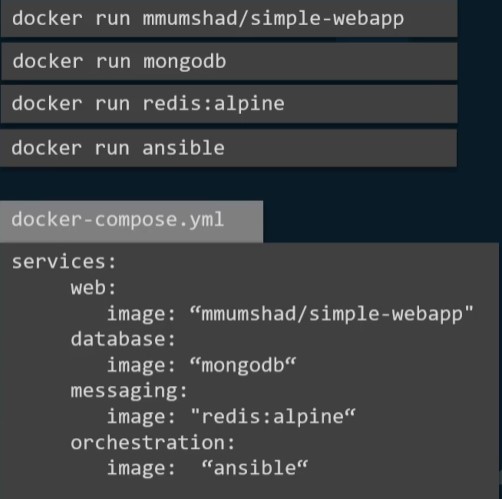 docker run mmumshad/simple-webapp
docker run mongodb
docker run redis:alpine
docker run ansible
docker-compose.yml
services:
web:
image: “mmumshad/simple-webapp"
database:
image: “mongodb“
messaging:
image: "redis:alpine“
orchestration:
image: “ansible“